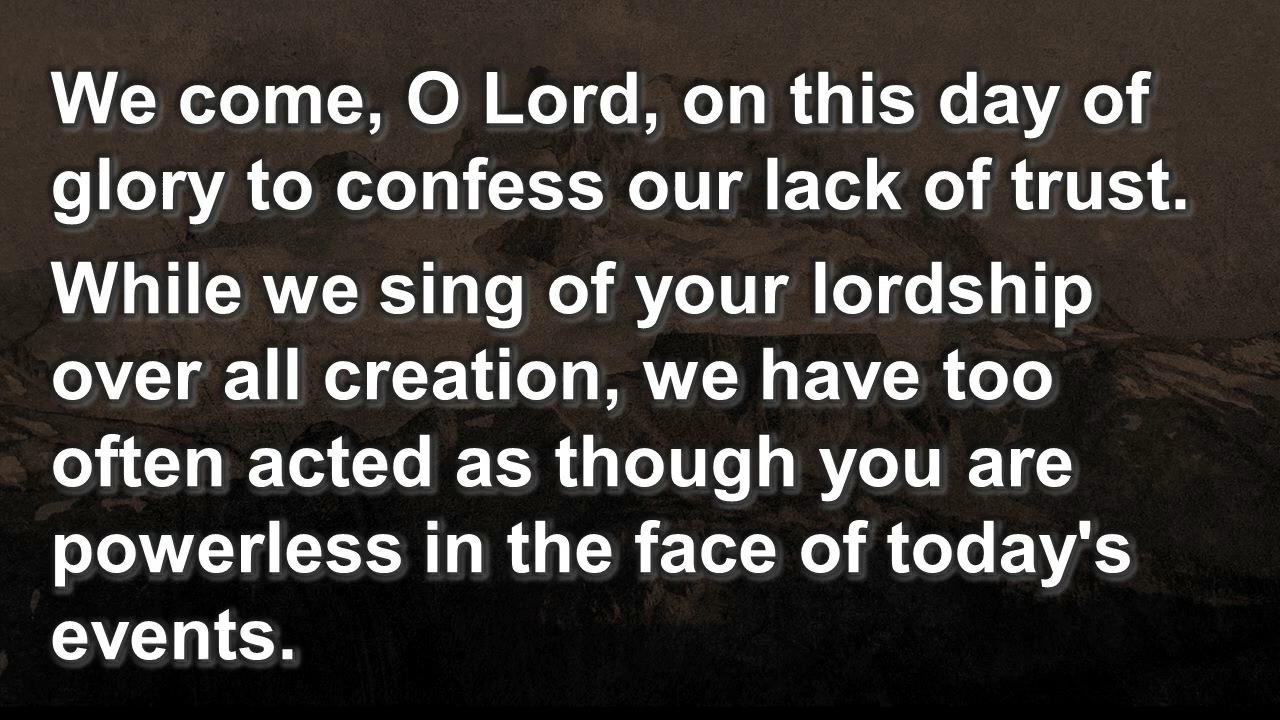 We come, O Lord, on this day of
glory to confess our lack of trust.
While we sing of your lordship
over all creation, we have too
often acted as though you are
powerless in the face of today's
events.